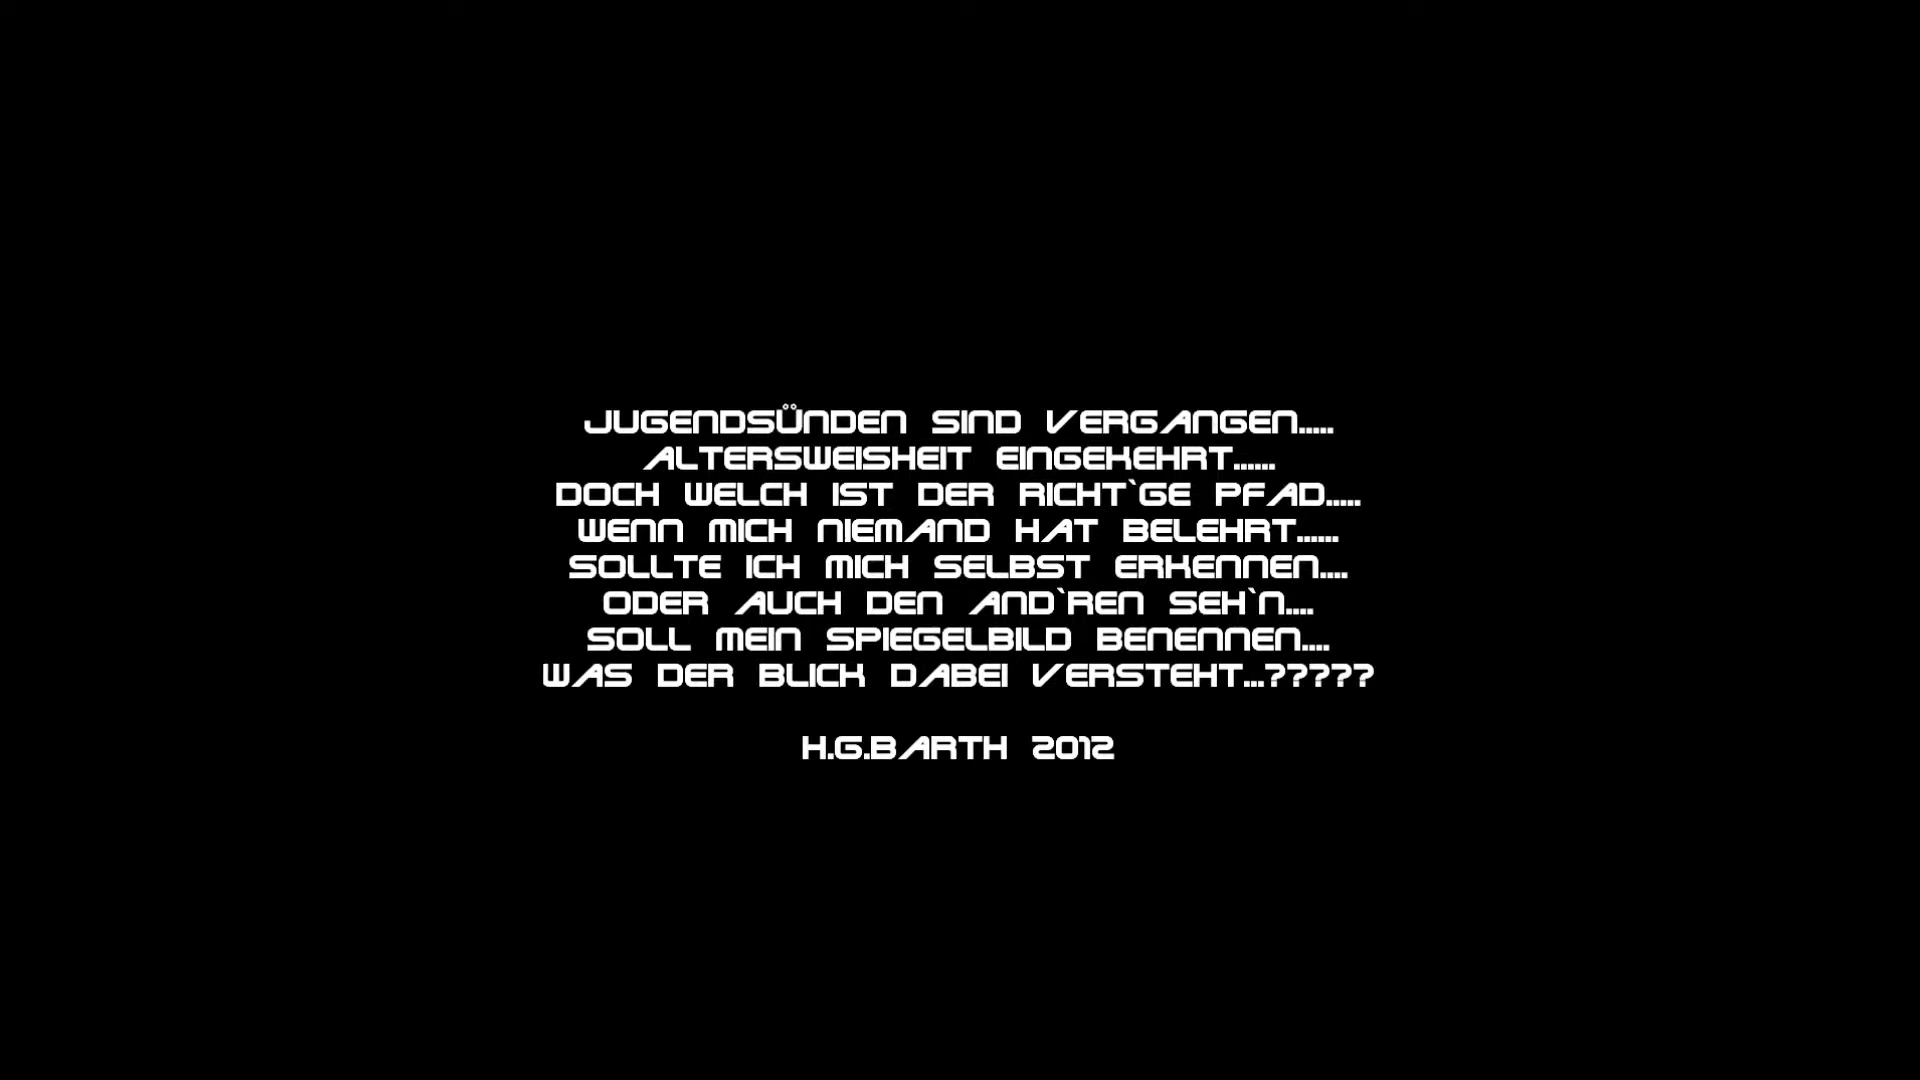 JUGENDSÜNDEN SIND VERGANGEN.....
ALTERSWEISHEIT EINGEKEHRT......
DOCH WELCH IST DER RICHT`GE PFAD.....
WENN MICH NIEMAND HAT BELEHRT......
SOLLTE ICH MICH SELBST ERKENNEN....
ODER AUCH DEN AND`REN SEH`N....
SOLL MEIN SPIEGELBILD BENENNEN....
WAS DER BLICK DABEI VERSTEHT...?????
H.G.BARTH 2012